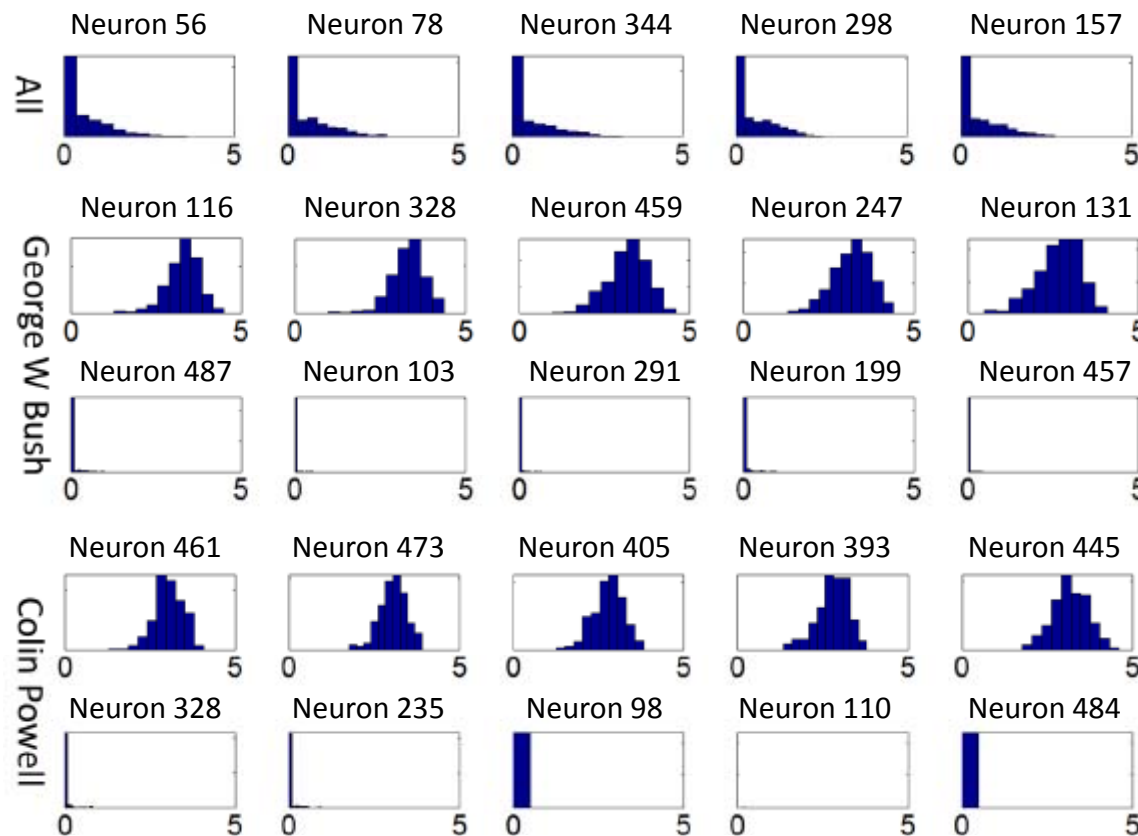 Neuron 56 Neuron 78 Neuron 344 Neuron 298 Neuron 157
All
0 5 0 5 0 5 0 5 0 5
Neuron 116 Neuron 328 Neuron 459 Neuron 247 Neuron 131
George W Bush
0 5 0 5 0 5 0 5 0 5
Neuron 487 Neuron 103 Neuron 291 Neuron 199 Neuron 457
0 5 0 5 0 5 0 5 0 5
Neuron 461 Neuron 473 Neuron 405 Neuron 393 Neuron 445
Colin Powell
0 5 0 5 0 5 0 5 0 5
Neuron 328 Neuron 235 Neuron 98 Neuron 110 Neuron 484
0 5 0 5 0 5 0 5 0 5